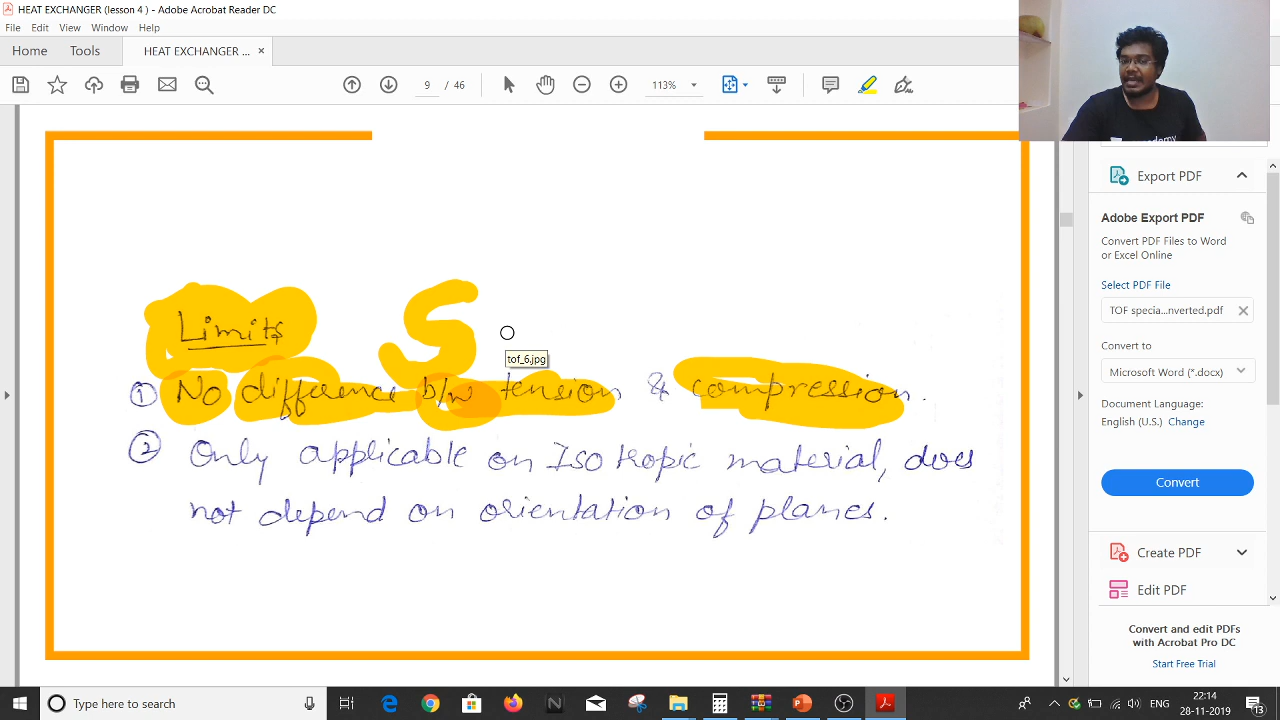 HEAT EXCHANGER (lesson 4 ) - Adobe Acrobat Reader DC
File Edit View Window Help
Home Tools HEAT EXCHANGER ... ×
9 / 46 113%
Export PDF
Adobe Export PDF
Convert PDF Files to Word
or Excel Online
Select PDF File
TOF specia...nverted.pdf
Convert to
Microsoft Word (*.docx)
Document Language:
English (U.S.) Change
Convert
Create PDF
Edit PDF
Convert and edit PDFs
with Acrobat Pro DC
Start Free Trial
Limits S
tof_6.jpg
① No difference b/w tension & compression.
② Only applicable on Isotropic material, does
not depend on orientation of planes.
Type here to search
ENG
22:14
28-11-2019
13